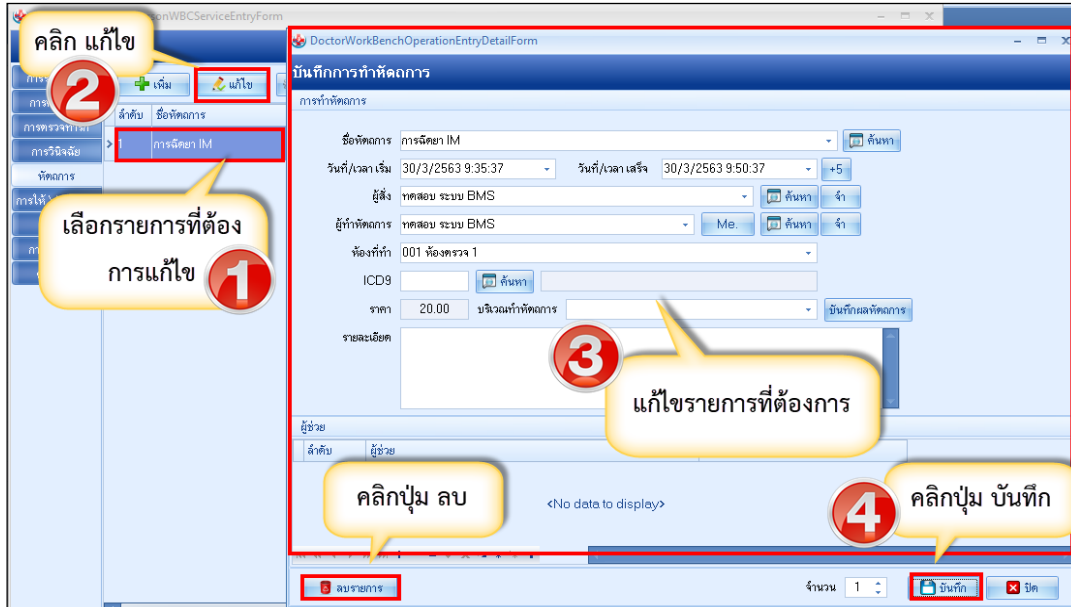 onWBCServiceEntryForm
คลิก แก้ไข
2
เพิ่ม
แก้ไข
ลำดับ ชื่อหัตถการ
1 การฉีดยา IM
การวินิจฉัย
หัตถการ
เลือกรายการที่ต้อง
การแก้ไข
1
DoctorWorkBenchOperationEntryDetailForm
บันทึกการทำหัตถการ
การทำหัตถการ
ชื่อหัตถการ การฉีดยา IM ค้นหา
วันที่/เวลา เริ่ม 30/3/2563 9:35:37 วันที่/เวลา เสร็จ 30/3/2563 9:50:37 +5
ผู้สั่ง ทดสอบ ระบบ BMS ค้นหา จำ
ผู้ทำหัตถการ ทดสอบ ระบบ BMS Me. ค้นหา จำ
ห้องที่ทำ 001 ห้องตรวจ 1
ICD9 ค้นหา
ราคา 20.00 บริเวณทำหัตถการ บันทึกผลหัตถการ
รายละเอียด
3
แก้ไขรายการที่ต้องการ
ผู้ช่วย
ลำดับ ผู้ช่วย
<No data to display>
คลิกปุ่ม ลบ
4
คลิกปุ่ม บันทึก
ลบรายการ
จำนวน 1 บันทึก ปิด